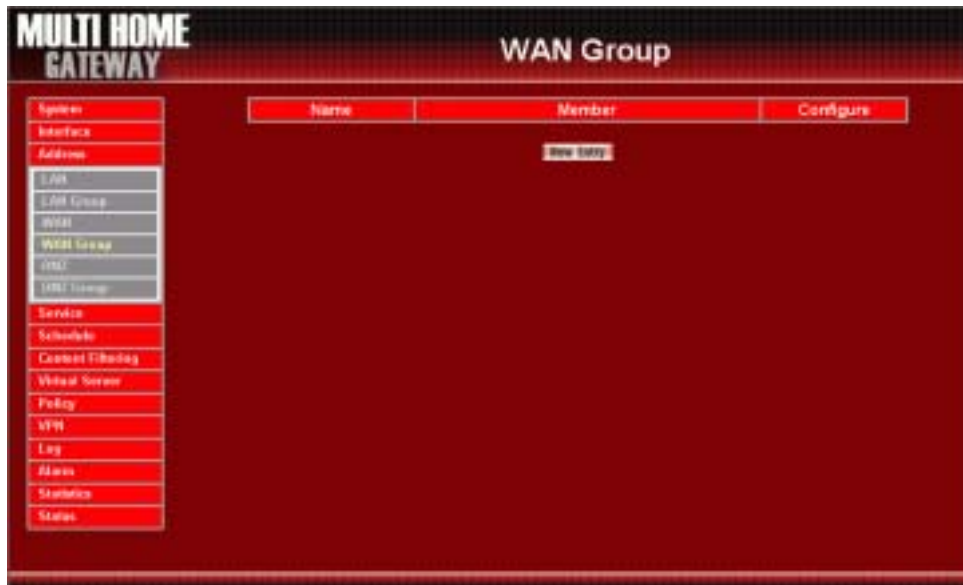 MULTI HOME
GATEWAY
WAN Group
System
Interface
Address
LAN
LAN Group
WAN
WAN Group
DMZ
DMZ Group
Service
Schedule
Content Filtering
Virtual Server
Policy
VPN
Log
Alarm
Statistics
Status
Name Member Configure
New Entry